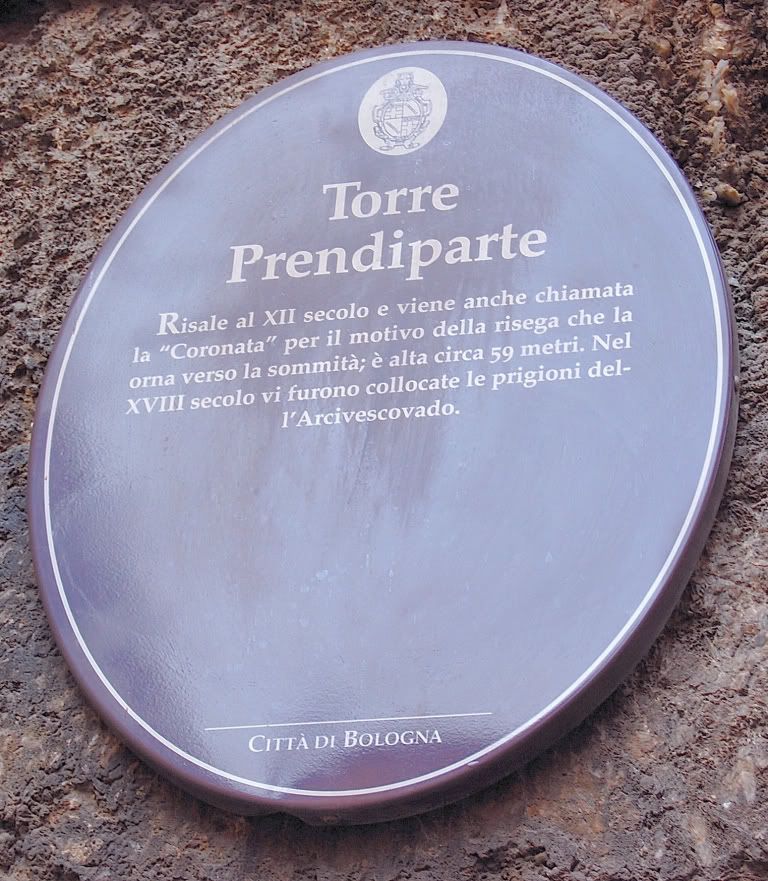 Torre
Prendiparte
Risale al XII secolo e viene anche chiamata
la “Coronata” per il motivo della risega che la
orna verso la sommità; è alta circa 59 metri. Nel
XVIII secolo vi furono collocate le prigioni del-
l’Arcivescovado.
CITTÀ DI BOLOGNA